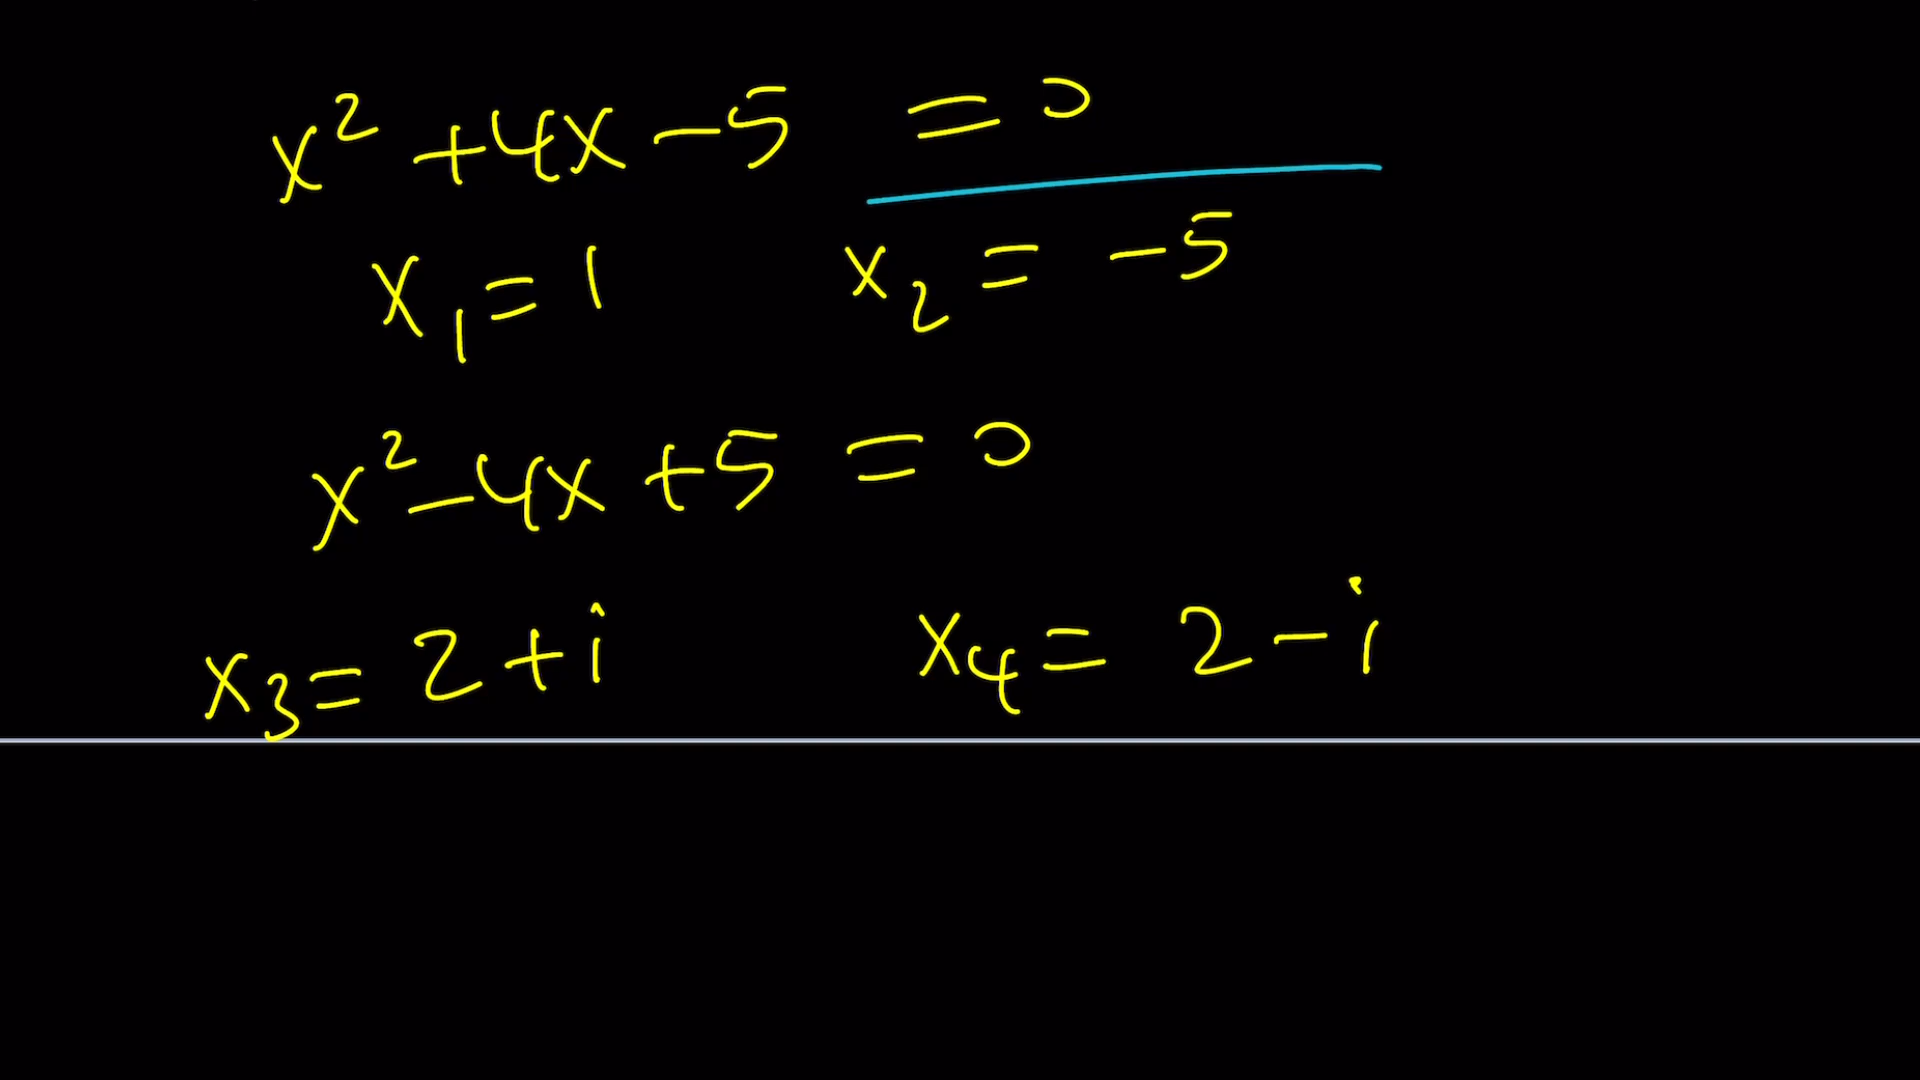 x² + 4x - 5 = 0
x₁ = 1 x₂ = -5
x² - 4x + 5 = 0
x₃ = 2 + i x₄ = 2 - i